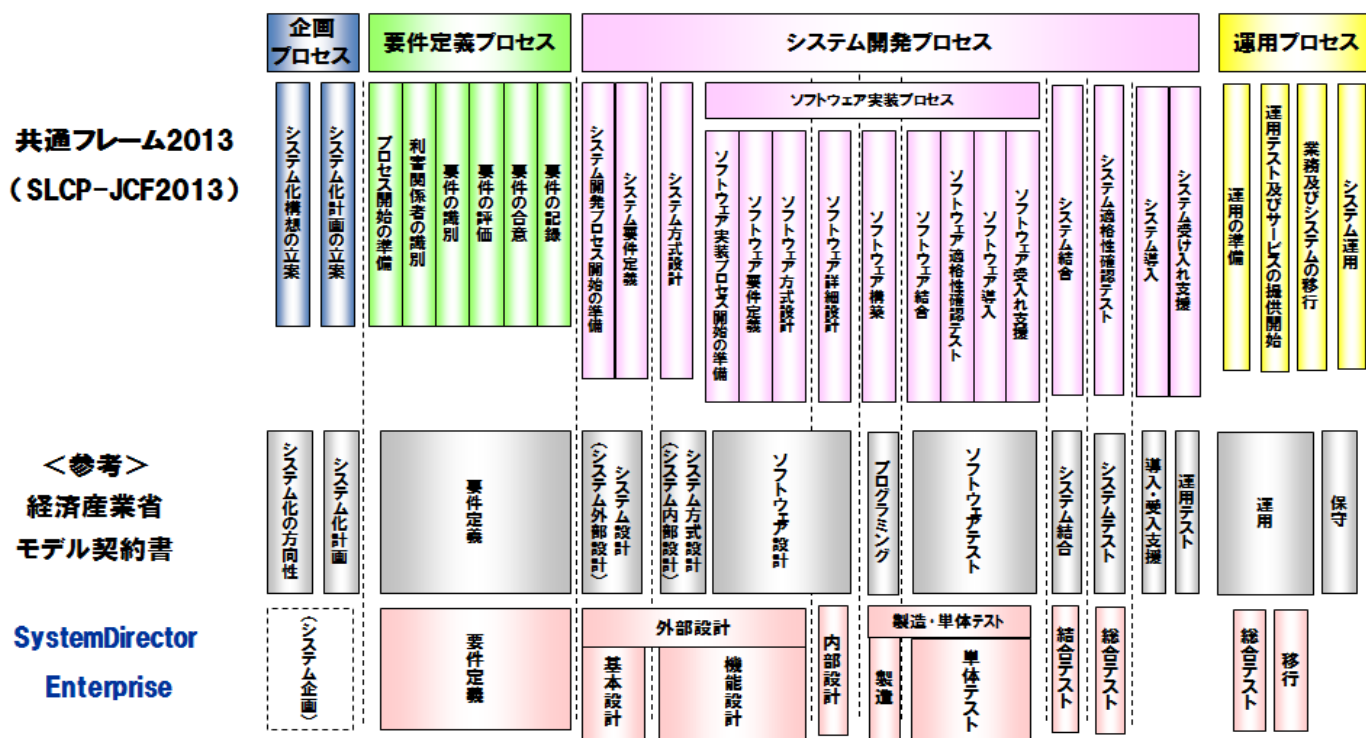 企画
プロセス
要件定義プロセス
システム開発プロセス
運用プロセス
共通フレーム2013
（SLCP-JCF2013）
システム化構想の立案
システム化計画の立案
プロセス開始の準備
利害関係者の識別
要件の識別
要件の評価
要件の合意
要件の記録
システム開発プロセス開始の準備
システム要件定義
システム方式設計
ソフトウェア実装プロセス
ソフトウェア実装プロセス開始の準備
ソフトウェア要件定義
ソフトウェア方式設計
ソフトウェア詳細設計
ソフトウェア構築
ソフトウェア結合
ソフトウェア適格性確認テスト
ソフトウェア導入
ソフトウェア受入れ支援
システム結合
システム適格性確認テスト
システム導入
システム受け入れ支援
運用の準備
運用テスト及びサービスの提供開始
業務及びシステムの移行
システム運用
＜参考＞
経済産業省
モデル契約書
システム化の方向性
システム化計画
要件定義
システム設計
（システム外部設計）
システム方式設計
（システム内部設計）
ソフトウェア設計
プログラミング
ソフトウェアテスト
システム結合
システムテスト
導入・受入支援
運用テスト
運用
保守
SystemDirector
Enterprise
（システム企画）
要件定義
外部設計
基本設計
機能設計
内部設計
製造・単体テスト
製造
単体テスト
結合テスト
総合テスト
総合テスト
移行